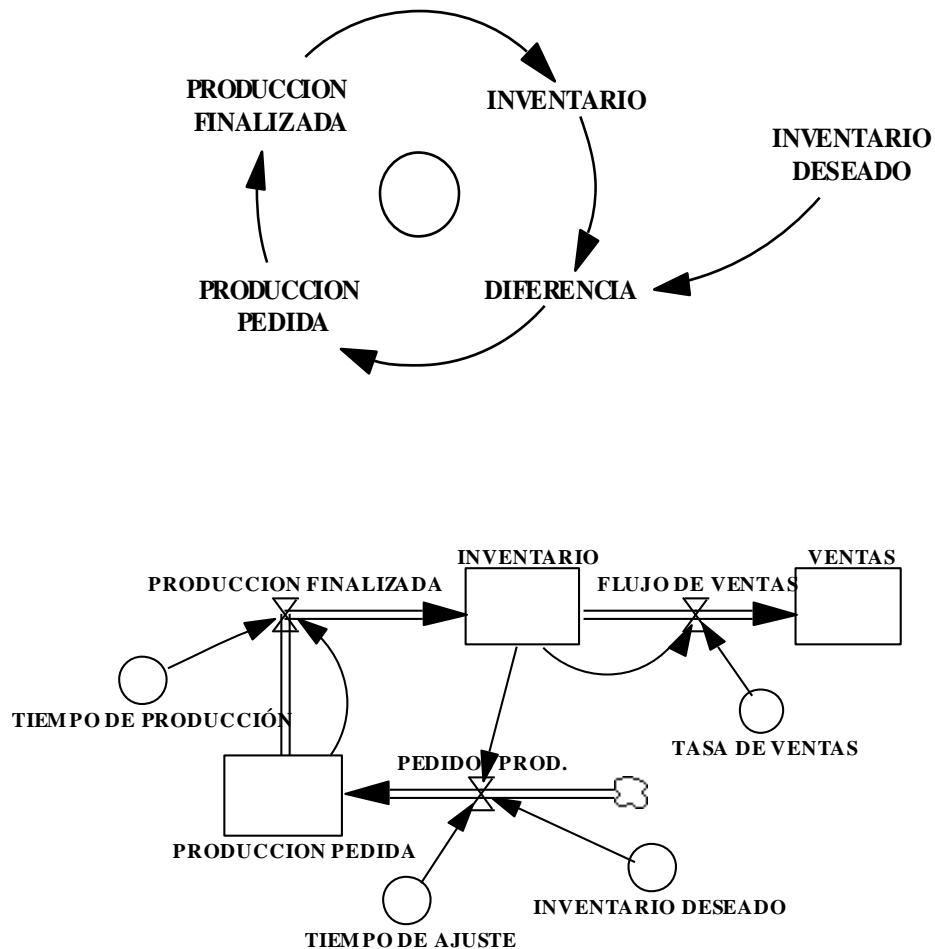 PRODUCCION
FINALIZADA
INVENTARIO
INVENTARIO
DESEADO
PRODUCCION
PEDIDA
DIFERENCIA
INVENTARIO
VENTAS
PRODUCCION FINALIZADA
FLUJO DE VENTAS
TIEMPO DE PRODUCCIÓN
TASA DE VENTAS
PEDIDO PROD.
PRODUCCION PEDIDA
INVENTARIO DESEADO
TIEMPO DE AJUSTE